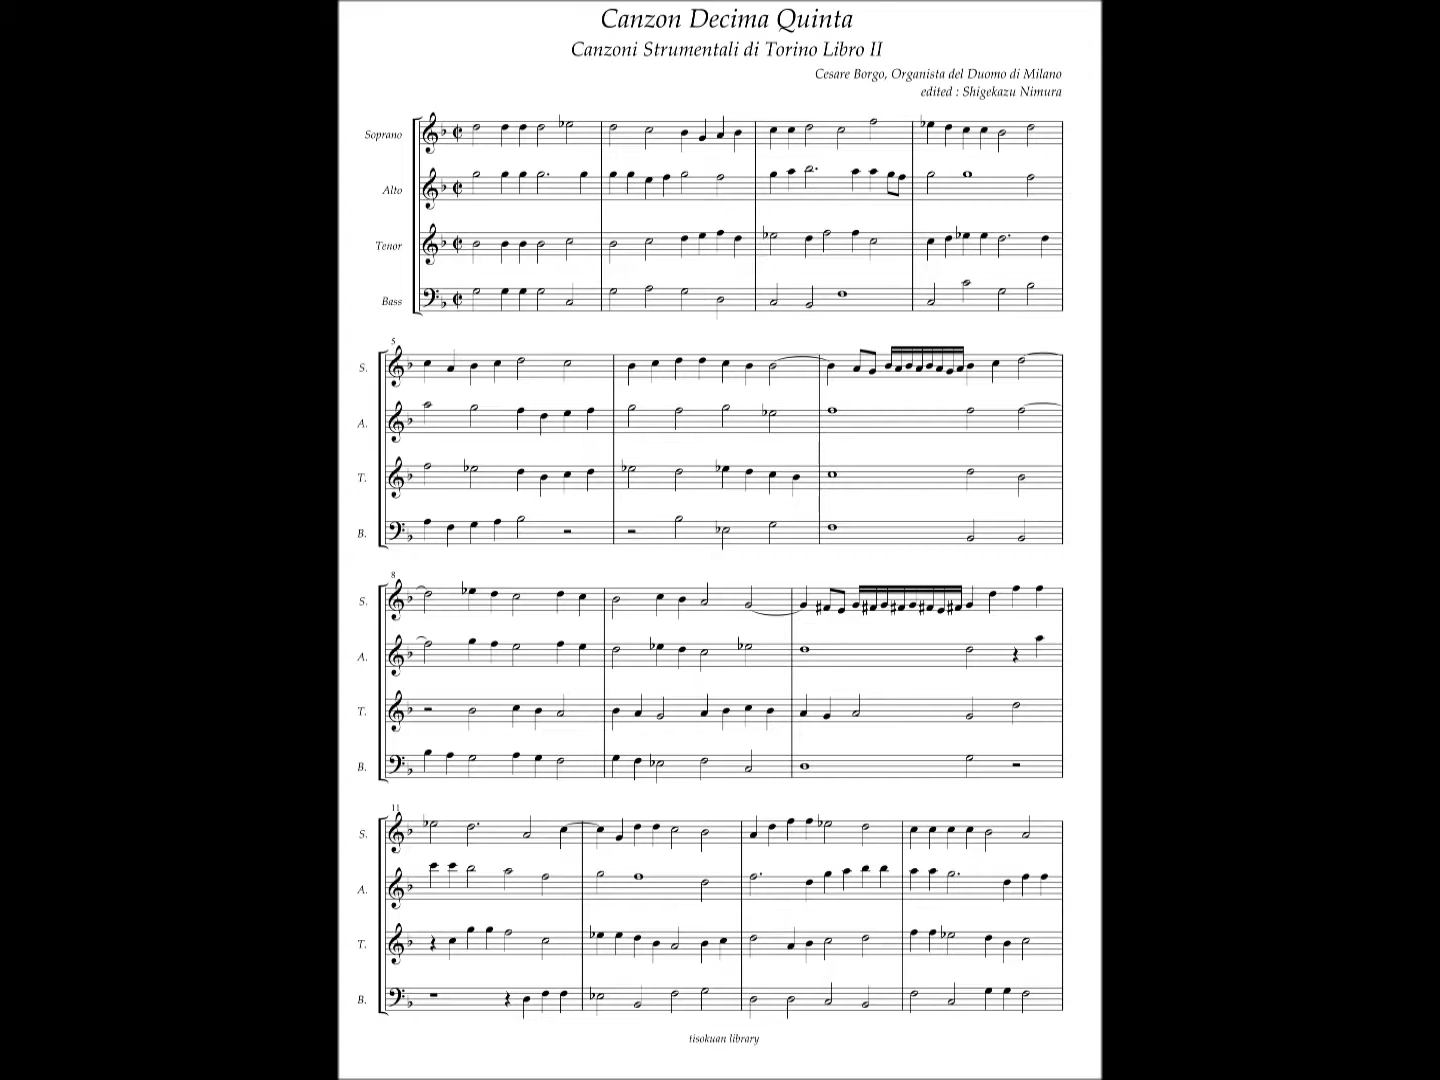 Canzon Decima Quinta
Canzoni Strumentali di Torino Libro II
Cesare Borgo, Organista del Duomo di Milano
edited : Shigekazu Nimura
Soprano
Alto
Tenor
Bass
5
S.
A.
T.
B.
8
S.
A.
T.
B.
11
S.
A.
T.
B.
tisokuan library